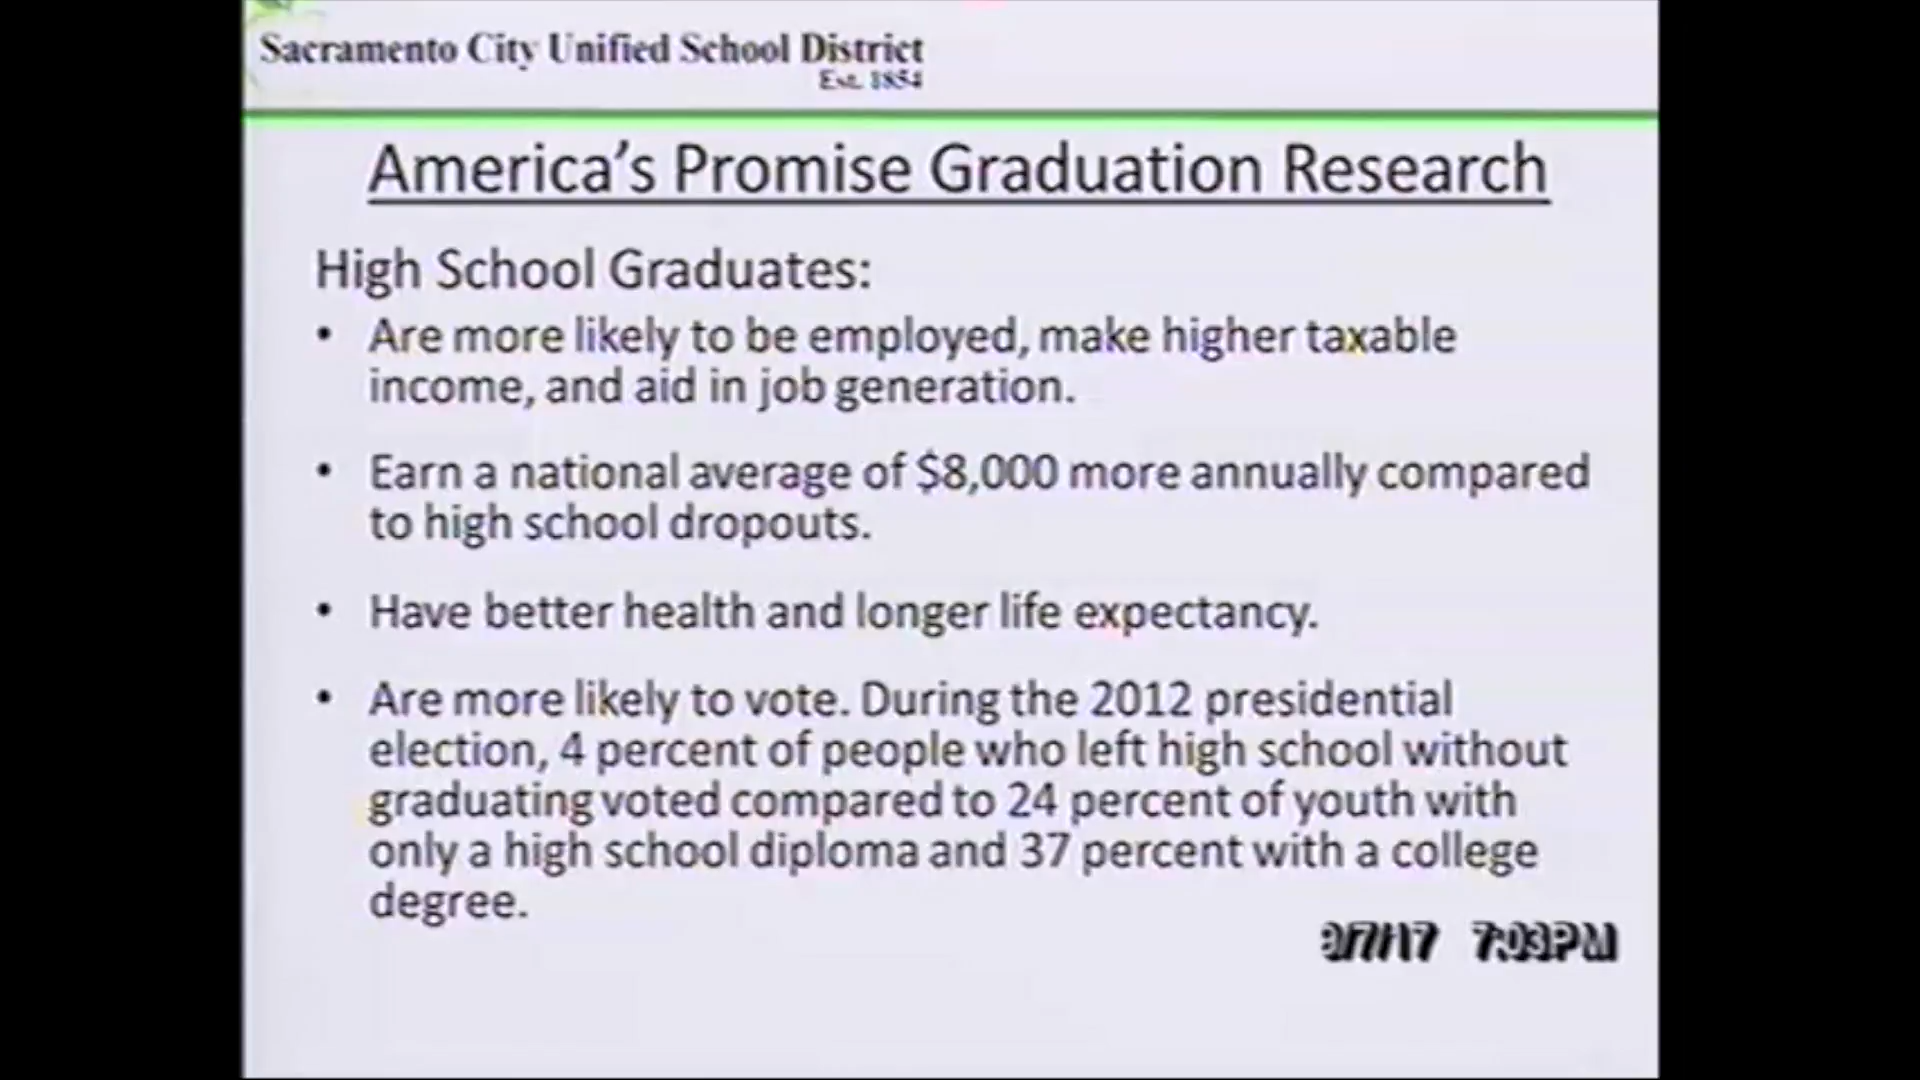 Sacramento City Unified School District
Est. 1854
America's Promise Graduation Research
High School Graduates:
• Are more likely to be employed, make higher taxable
income, and aid in job generation.
• Earn a national average of $8,000 more annually compared
to high school dropouts.
• Have better health and longer life expectancy.
• Are more likely to vote. During the 2012 presidential
election, 4 percent of people who left high school without
graduating voted compared to 24 percent of youth with
only a high school diploma and 37 percent with a college
degree.
7:03PM